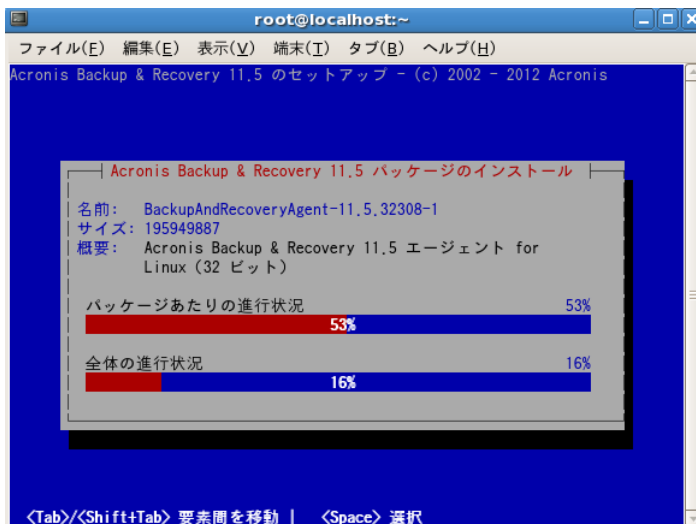 root@localhost:~
ファイル(F) 編集(E) 表示(V) 端末(T) タブ(B) ヘルプ(H)
Acronis Backup & Recovery 11.5 のセットアップ - (c) 2002 - 2012 Acronis
Acronis Backup & Recovery 11.5 パッケージのインストール
名前: BackupAndRecoveryAgent-11.5.32308-1
サイズ: 195949887
概要: Acronis Backup & Recovery 11.5 エージェント for
Linux (32 ビット)
パッケージあたりの進行状況 53%
53%
全体の進行状況 16%
16%
<Tab>/<Shift+Tab> 要素間を移動 | <Space> 選択